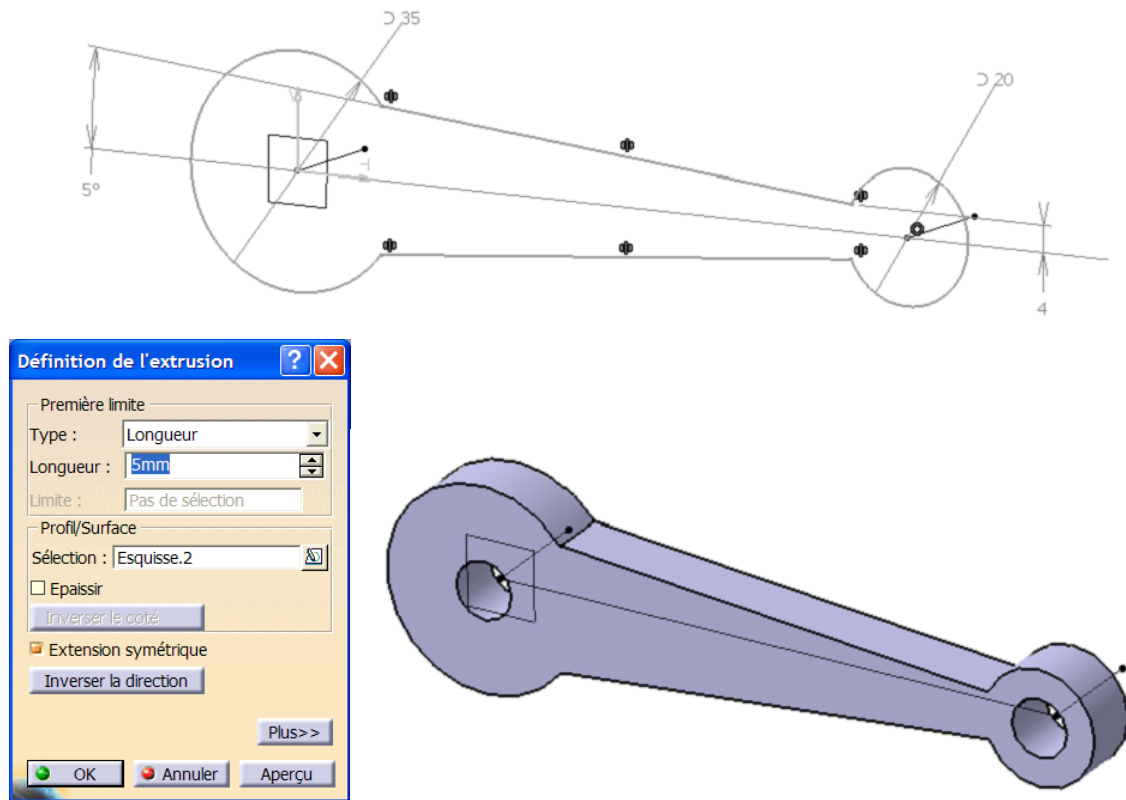 ⊃ 35
⊃ 20
5°
4
Définition de l'extrusion
Première limite
Type : Longueur
Longueur : 5mm
Limite : Pas de sélection
Profil/Surface
Sélection : Esquisse.2
Epaissir
Inverser le coté
Extension symétrique
Inverser la direction
Plus>>
OK Annuler Aperçu